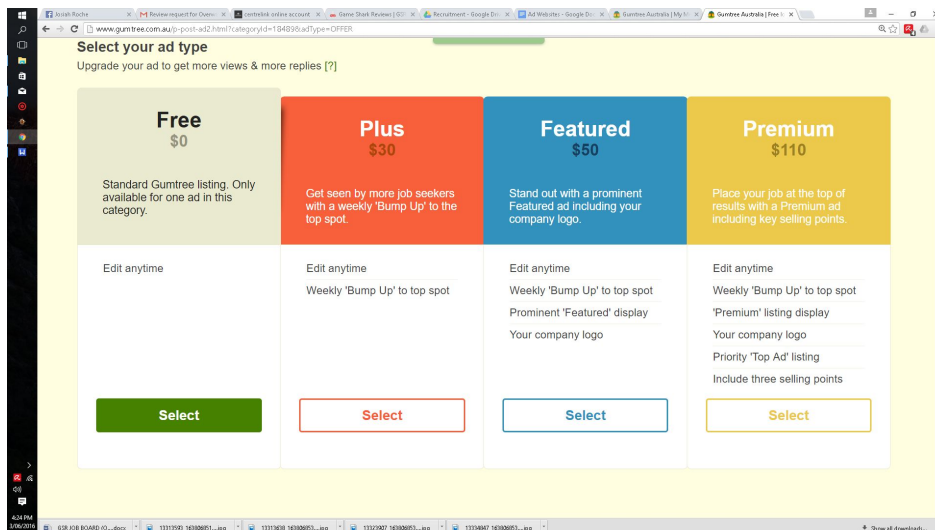 Josiah Roche
M Review request for Overw
centrelink online account
Game Shark Reviews | GS
Recruitment - Google Dri
Ad Websites - Google Do
Gumtree Australia | My
Gumtree Australia | Free lo
www.gumtree.com.au/p-post-ad2.html?categoryId=18489&adType=OFFER
Select your ad type
Upgrade your ad to get more views & more replies [?]
Free
$0
Standard Gumtree listing. Only
available for one ad in this
category.
Edit anytime
Select
Plus
$30
Get seen by more job seekers
with a weekly 'Bump Up' to the
top spot.
Edit anytime
Weekly 'Bump Up' to top spot
Select
Featured
$50
Stand out with a prominent
Featured ad including your
company logo.
Edit anytime
Weekly 'Bump Up' to top spot
Prominent 'Featured' display
Your company logo
Select
Premium
$110
Place your job at the top of
results with a Premium ad
including key selling points.
Edit anytime
Weekly 'Bump Up' to top spot
'Premium' listing display
Your company logo
Priority 'Top Ad' listing
Include three selling points
Select
4:24 PM
3/06/2016
GSR JOB BOARD (O....docx
Show all downloads...